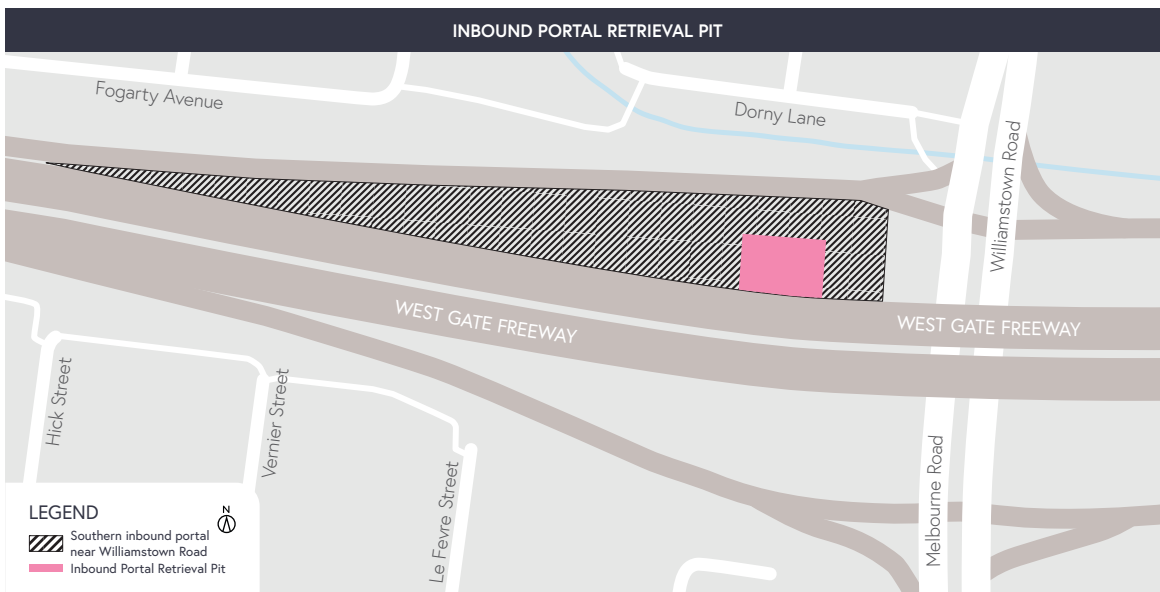 INBOUND PORTAL RETRIEVAL PIT
Fogarty Avenue
Dorny Lane
Williamstown Road
WEST GATE FREEWAY
WEST GATE FREEWAY
Hick Street
Vernier Street
Le Fevre Street
Melbourne Road
LEGEND
N
Southern inbound portal
near Williamstown Road
Inbound Portal Retrieval Pit